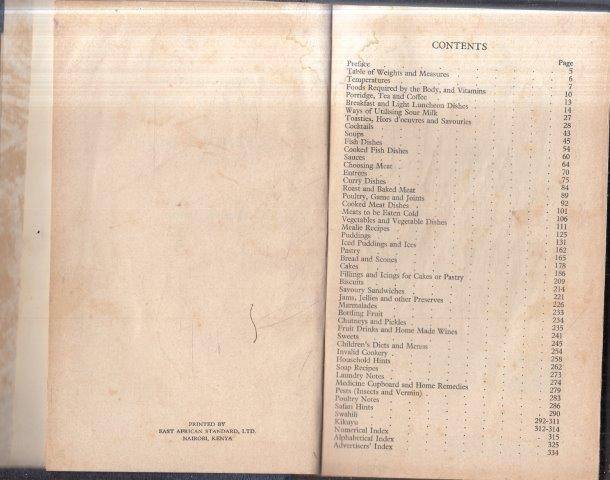 PRINTED BY
EAST AFRICAN STANDARD, LTD.
NAIROBI, KENYA
CONTENTS
Page
Preface 5
Table of Weights and Measures 6
Temperatures 7
Foods Required by the Body, and Vitamins 10
Porridge, Tea and Coffee 13
Breakfast and Light Luncheon Dishes 14
Ways of Utilising Sour Milk 27
Toasties, Hors d'oeuvres and Savouries 28
Cocktails 43
Soups 45
Fish Dishes 54
Cooked Fish Dishes 60
Sauces 64
Choosing Meat 70
Entrees 75
Curry Dishes 84
Roast and Baked Meat 89
Poultry, Game and Joints 92
Cooked Meat Dishes 101
Meats to be Eaten Cold 106
Vegetables and Vegetable Dishes 111
Mealie Recipes 125
Puddings 131
Iced Puddings and Ices 162
Pastry 165
Bread and Scones 178
Cakes 186
Fillings and Icings for Cakes or Pastry 209
Biscuits 214
Savoury Sandwiches 221
Jams, Jellies and other Preserves 226
Marmalades 233
Bottling Fruit 234
Chutneys and Pickles 235
Fruit Drinks and Home Made Wines 241
Sweets 245
Children's Diets and Menus 254
Invalid Cookery 258
Household Hints 262
Soap Recipes 273
Laundry Notes 274
Medicine Cupboard and Home Remedies 279
Pests (Insects and Vermin) 283
Poultry Notes 286
Safari Hints 290
Swahili 292-311
Kikuyu 312-314
Numerical Index 315
Alphabetical Index 325
Advertisers' Index 334